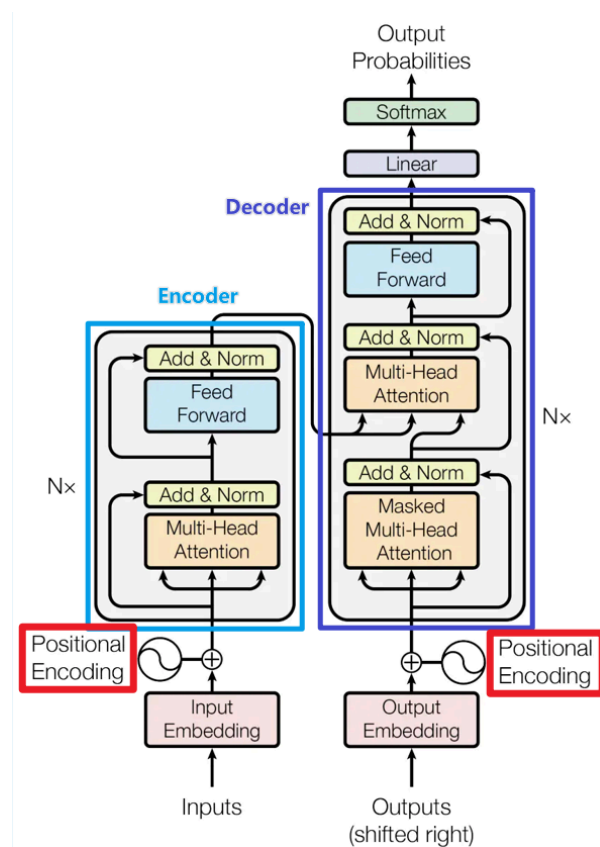 Output
Probabilities
Softmax
Linear
Decoder
Add & Norm
Feed
Forward
Add & Norm
Multi-Head
Attention
Nx
Add & Norm
Masked
Multi-Head
Attention
Encoder
Add & Norm
Feed
Forward
Nx
Add & Norm
Multi-Head
Attention
Positional
Encoding
Positional
Encoding
Input
Embedding
Output
Embedding
Inputs
Outputs
(shifted right)